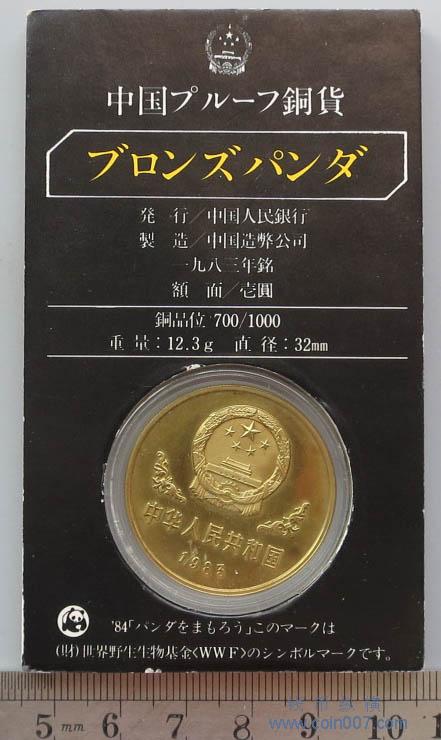 中国プルーフ銅貨
ブロンズパンダ
発 行／中国人民銀行
製 造／中国造幣公司
一九八三年銘
額 面／壱圓
銅品位 700/1000
重 量：12.3g 直 径：32mm
中华人民共和国
1983
'84「パンダをまもろう」このマークは
(財)世界野生生物基金〈WWF〉のシンボルマークです。
5 mm 6 7 8 9 10 1
www.coin007.com